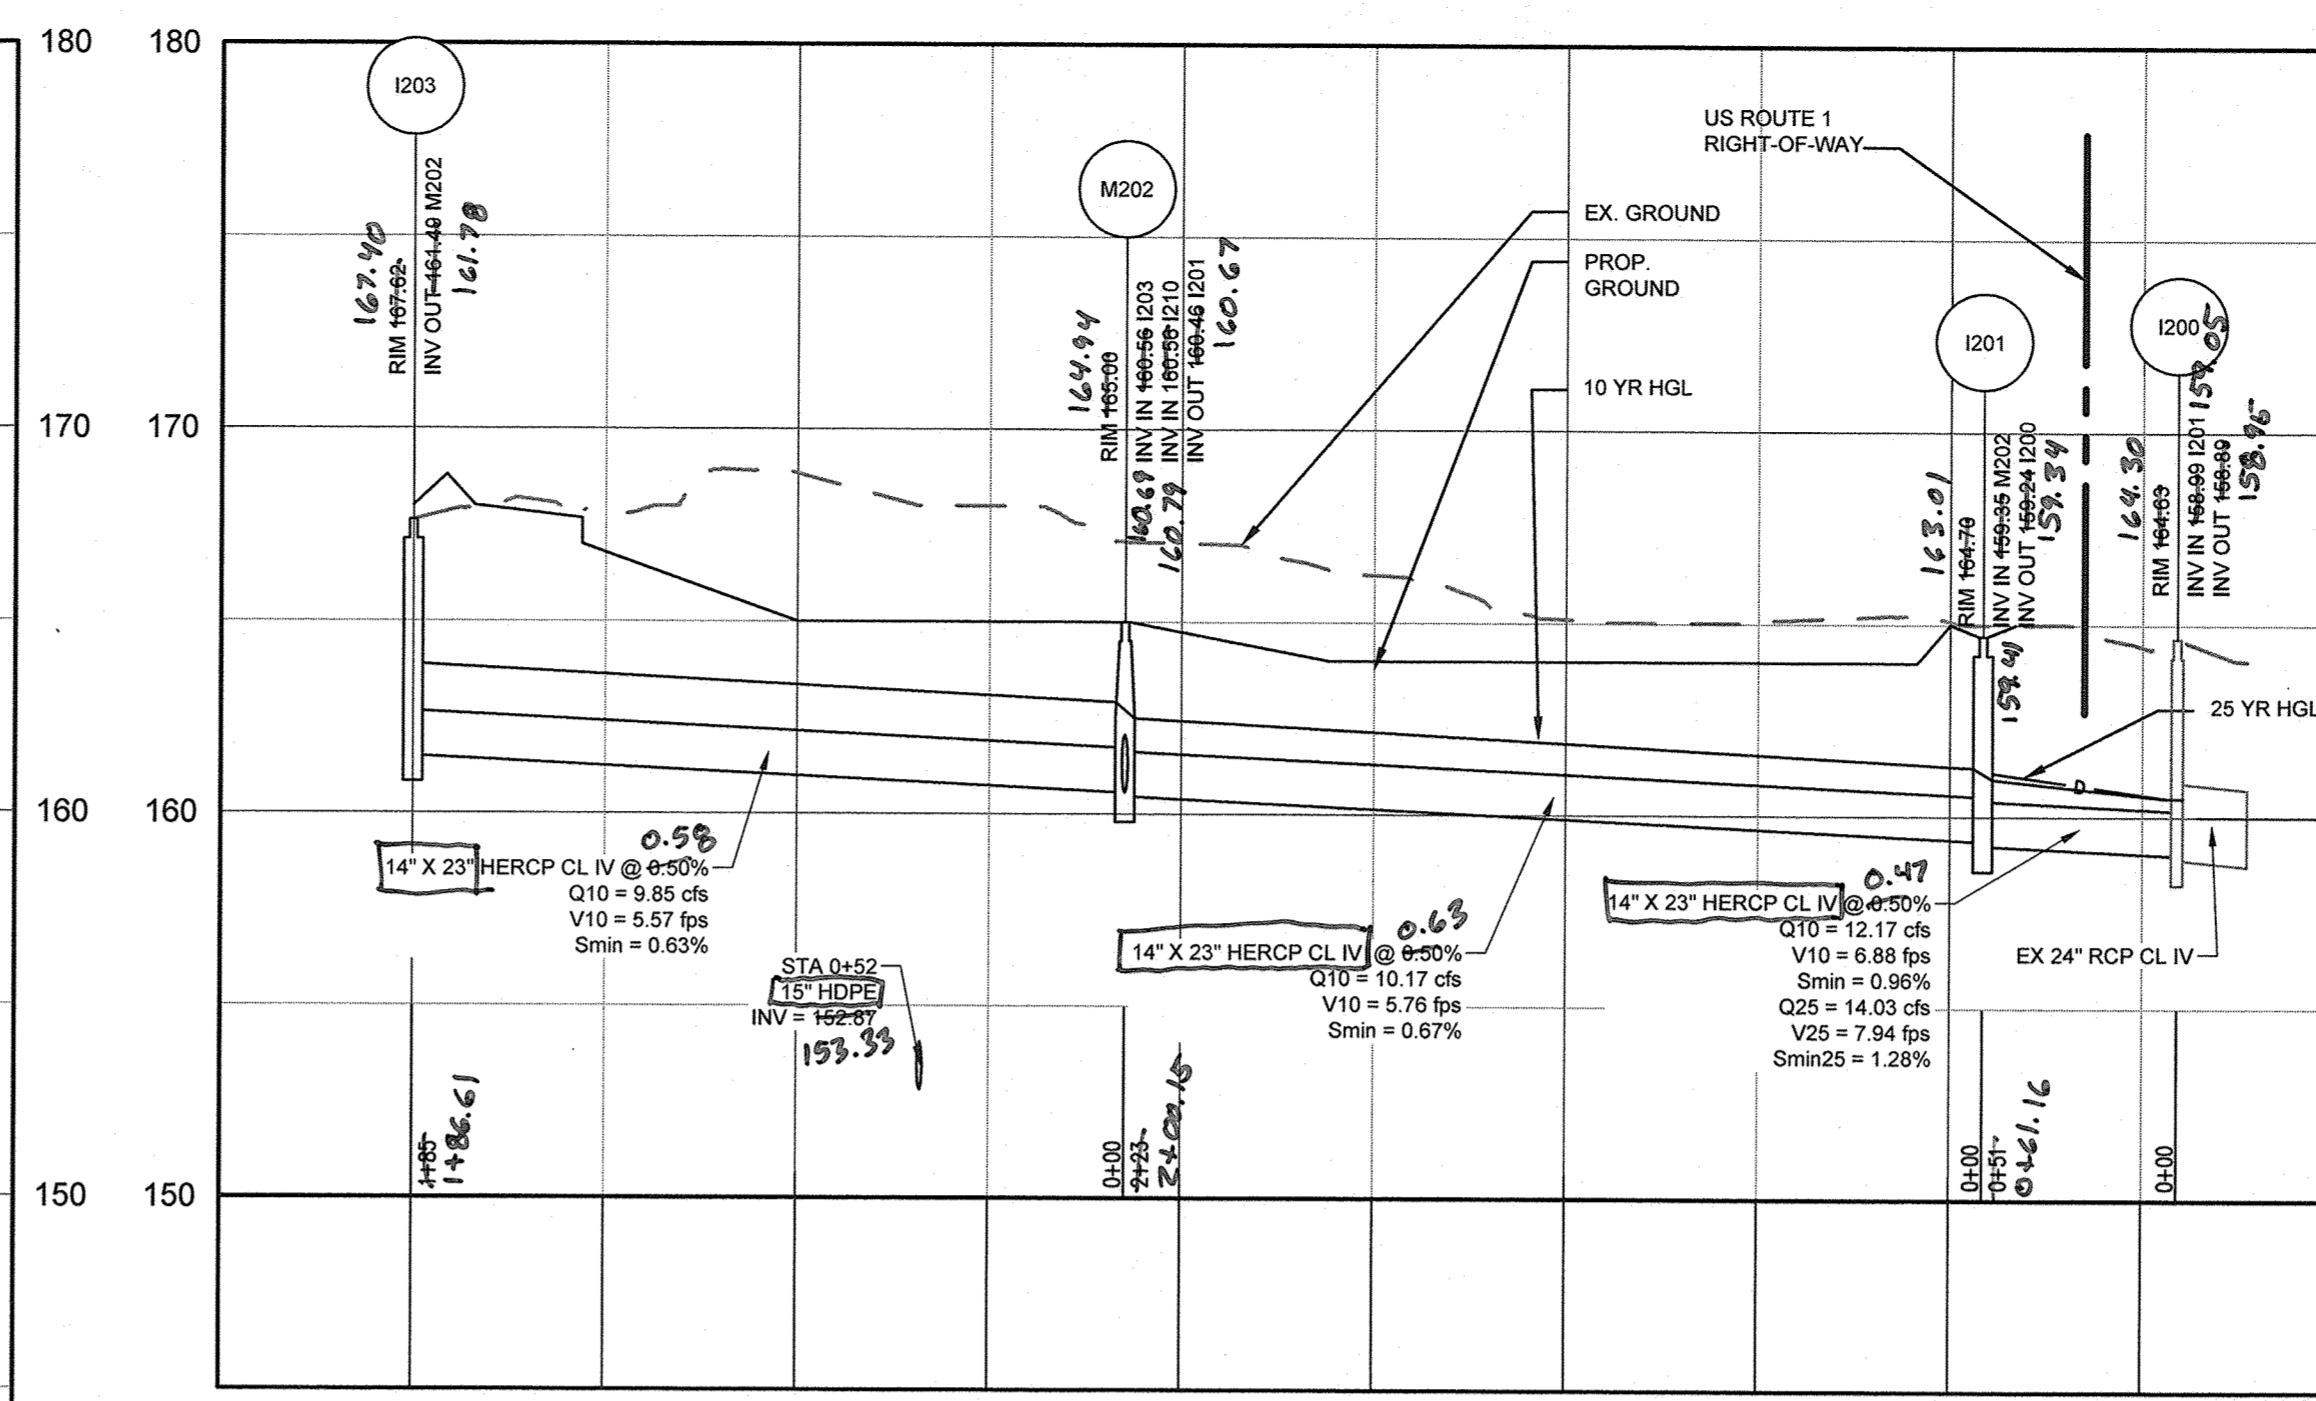 180
180
170
170
160
160
150
150
I203
167.40
RIM 167.62
INV OUT 161.49 M202
161.78
M202
164.94
RIM 165.00
INV IN 160.56 I203
160.69
INV IN 160.56 I210
160.79
INV OUT 160.46 I201
160.67
EX. GROUND
PROP.
GROUND
10 YR HGL
US ROUTE 1
RIGHT-OF-WAY
I201
163.01
RIM 164.70
INV IN 159.35 M202
159.41
INV OUT 159.24 I200
159.34
I200
164.30
RIM 164.63
INV IN 158.99 I201 159.05
INV OUT 158.89
158.96
25 YR HGL
D
0.58
14" X 23" HERCP CL IV @ 0.50%
Q10 = 9.85 cfs
V10 = 5.57 fps
Smin = 0.63%
STA 0+52
15" HDPE
INV = 152.87
153.33
0.63
14" X 23" HERCP CL IV @ 0.50%
Q10 = 10.17 cfs
V10 = 5.76 fps
Smin = 0.67%
0.47
14" X 23" HERCP CL IV @ 0.50%
Q10 = 12.17 cfs
V10 = 6.88 fps
Smin = 0.96%
Q25 = 14.03 cfs
V25 = 7.94 fps
Smin25 = 1.28%
EX 24" RCP CL IV
1+85
1+86.61
0+00
2+23
2+00.15
0+00
0+51
0+61.16
0+00